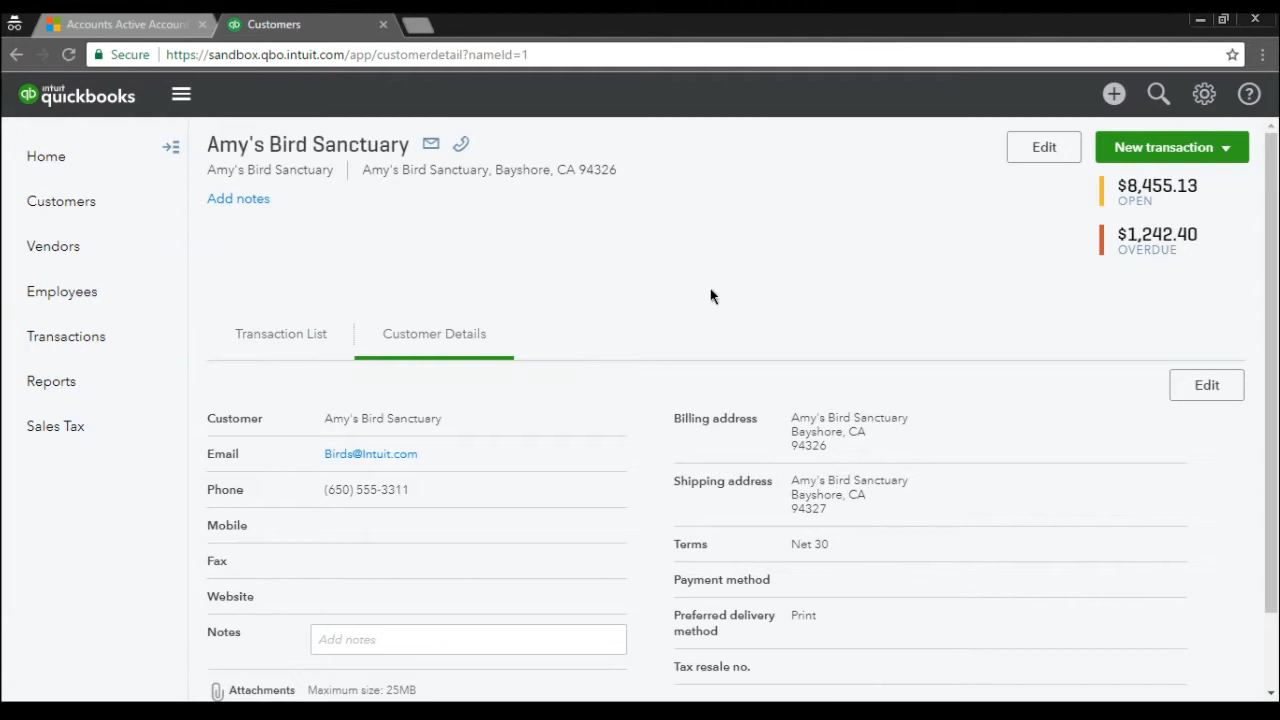 Accounts Active Account
Customers
Secure
https://sandbox.qbo.intuit.com/app/customerdetail?nameId=1
qb intuit quickbooks
Home
Customers
Vendors
Employees
Transactions
Reports
Sales Tax
Amy's Bird Sanctuary
Edit
New transaction
Amy's Bird Sanctuary
Amy's Bird Sanctuary, Bayshore, CA 94326
Add notes
$8,455.13
OPEN
$1,242.40
OVERDUE
Transaction List
Customer Details
Edit
Customer
Amy's Bird Sanctuary
Email
Birds@Intuit.com
Phone
(650) 555-3311
Mobile
Fax
Website
Notes
Add notes
Attachments
Maximum size: 25MB
Billing address
Amy's Bird Sanctuary
Bayshore, CA
94326
Shipping address
Amy's Bird Sanctuary
Bayshore, CA
94327
Terms
Net 30
Payment method
Preferred delivery
method
Print
Tax resale no.